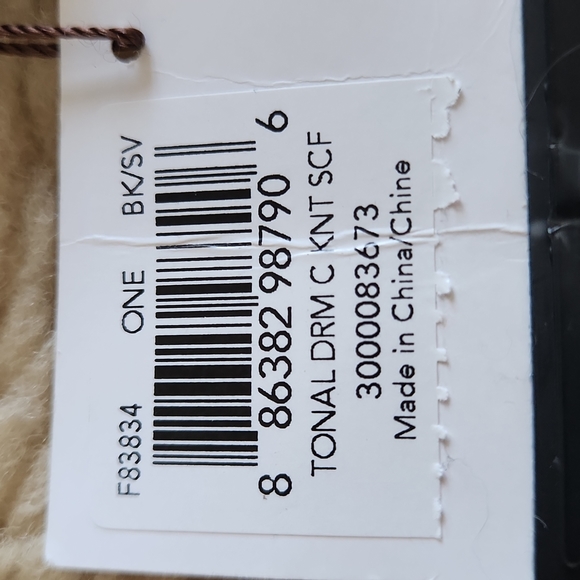 F83834 ONE BK/SV
8 86382 98790 6
TONAL DRM C KNT SCF
3000083673
Made in China/Chine